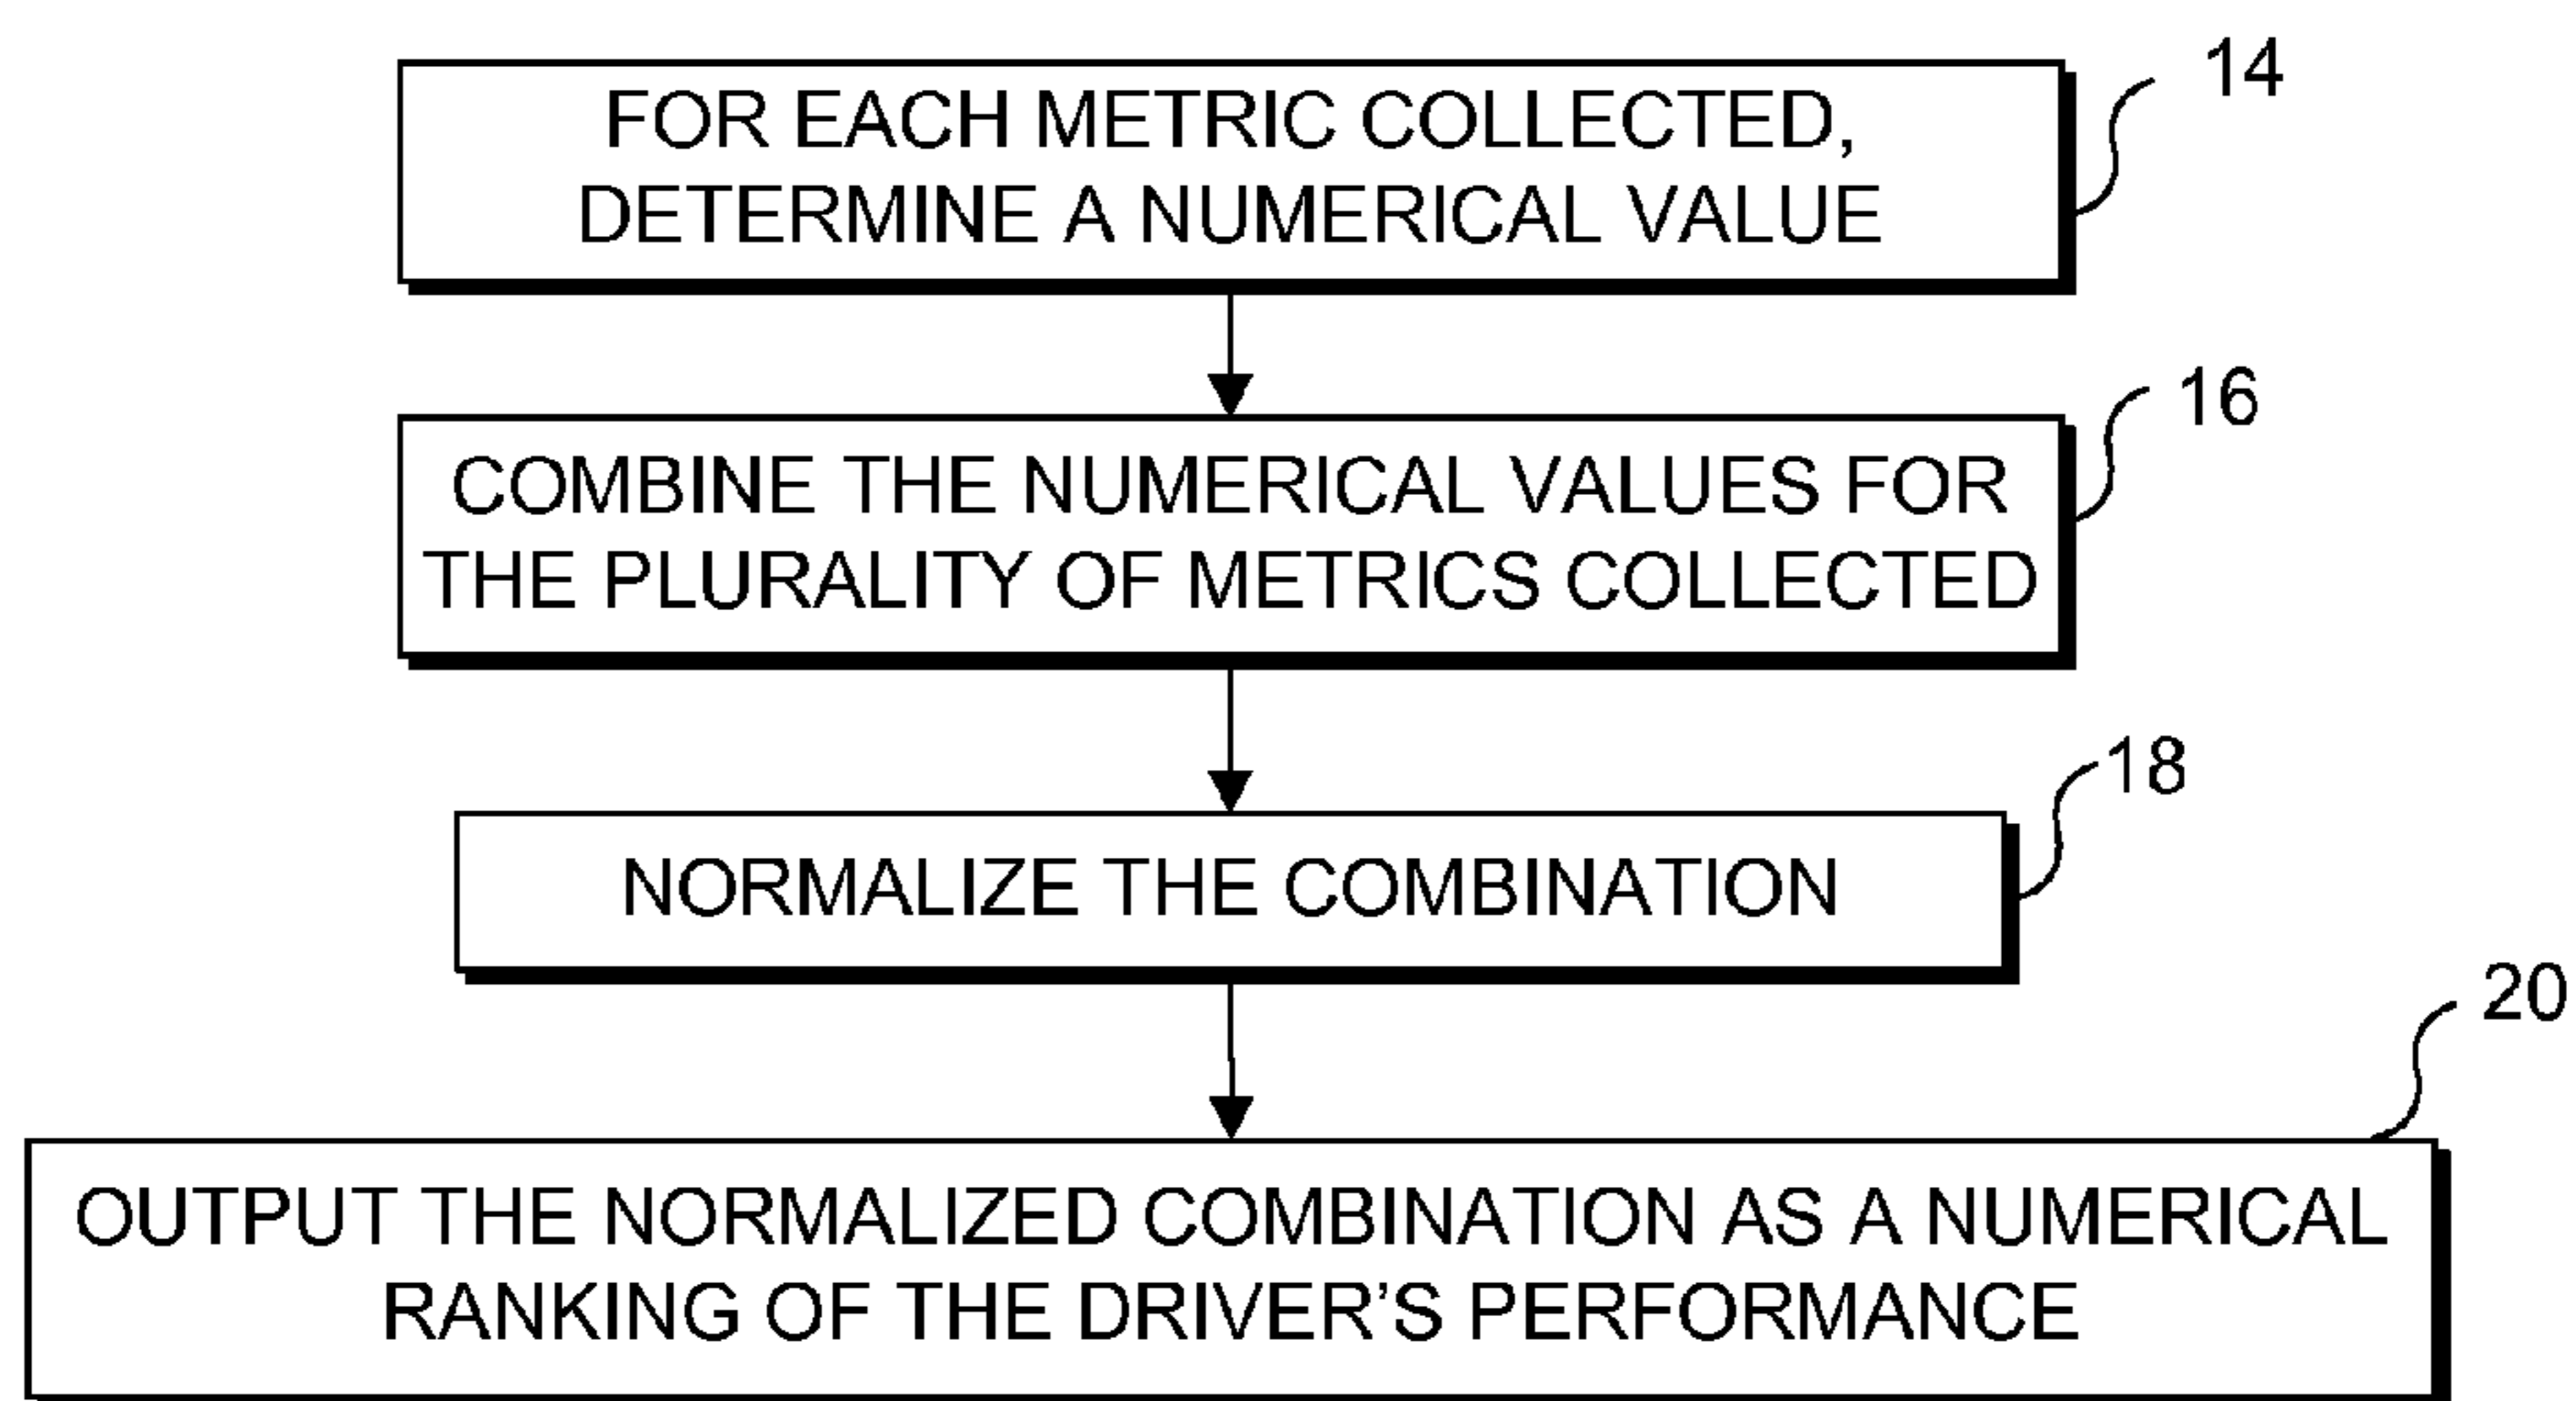 FOR EACH METRIC COLLECTED,
DETERMINE A NUMERICAL VALUE
14
COMBINE THE NUMERICAL VALUES FOR
THE PLURALITY OF METRICS COLLECTED
16
NORMALIZE THE COMBINATION
18
OUTPUT THE NORMALIZED COMBINATION AS A NUMERICAL
RANKING OF THE DRIVER’S PERFORMANCE
20